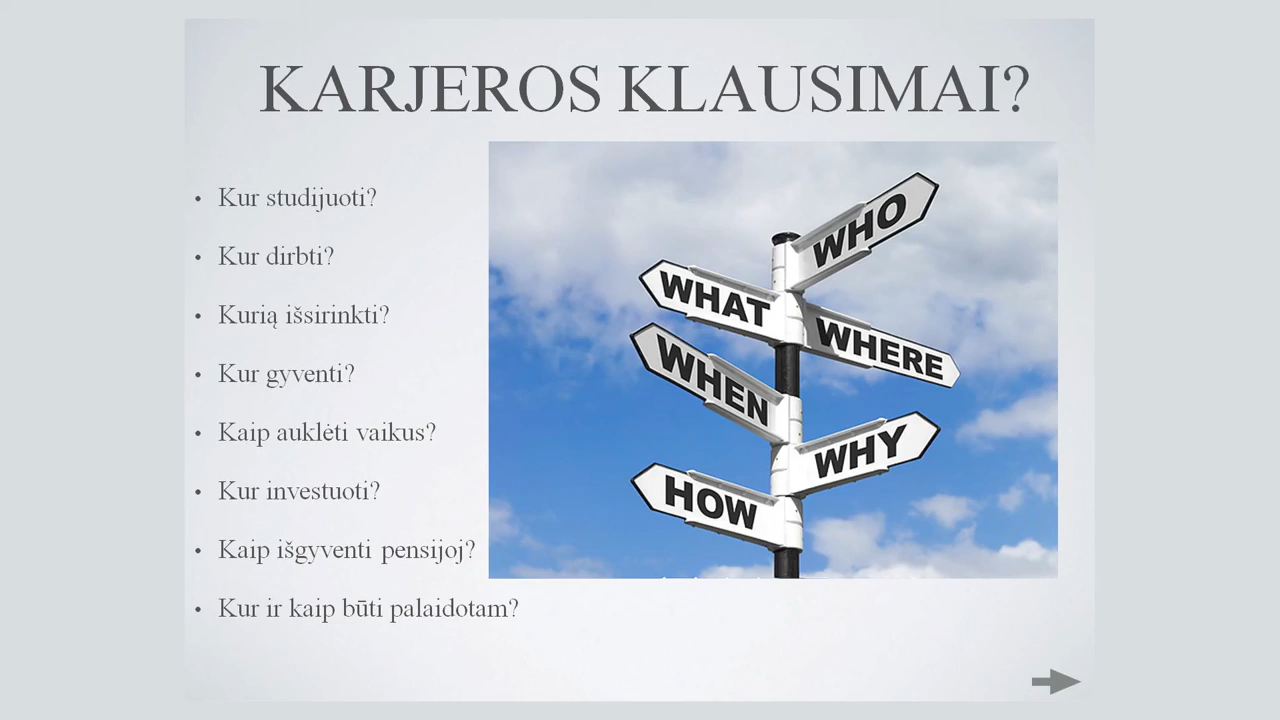 KARJEROS KLAUSIMAI?
• Kur studijuoti?
• Kur dirbti?
• Kurią išsirinkti?
• Kur gyventi?
• Kaip auklėti vaikus?
• Kur investuoti?
• Kaip išgyventi pensijoj?
• Kur ir kaip būti palaidotam?
WHO
WHAT
WHERE
WHEN
WHY
HOW